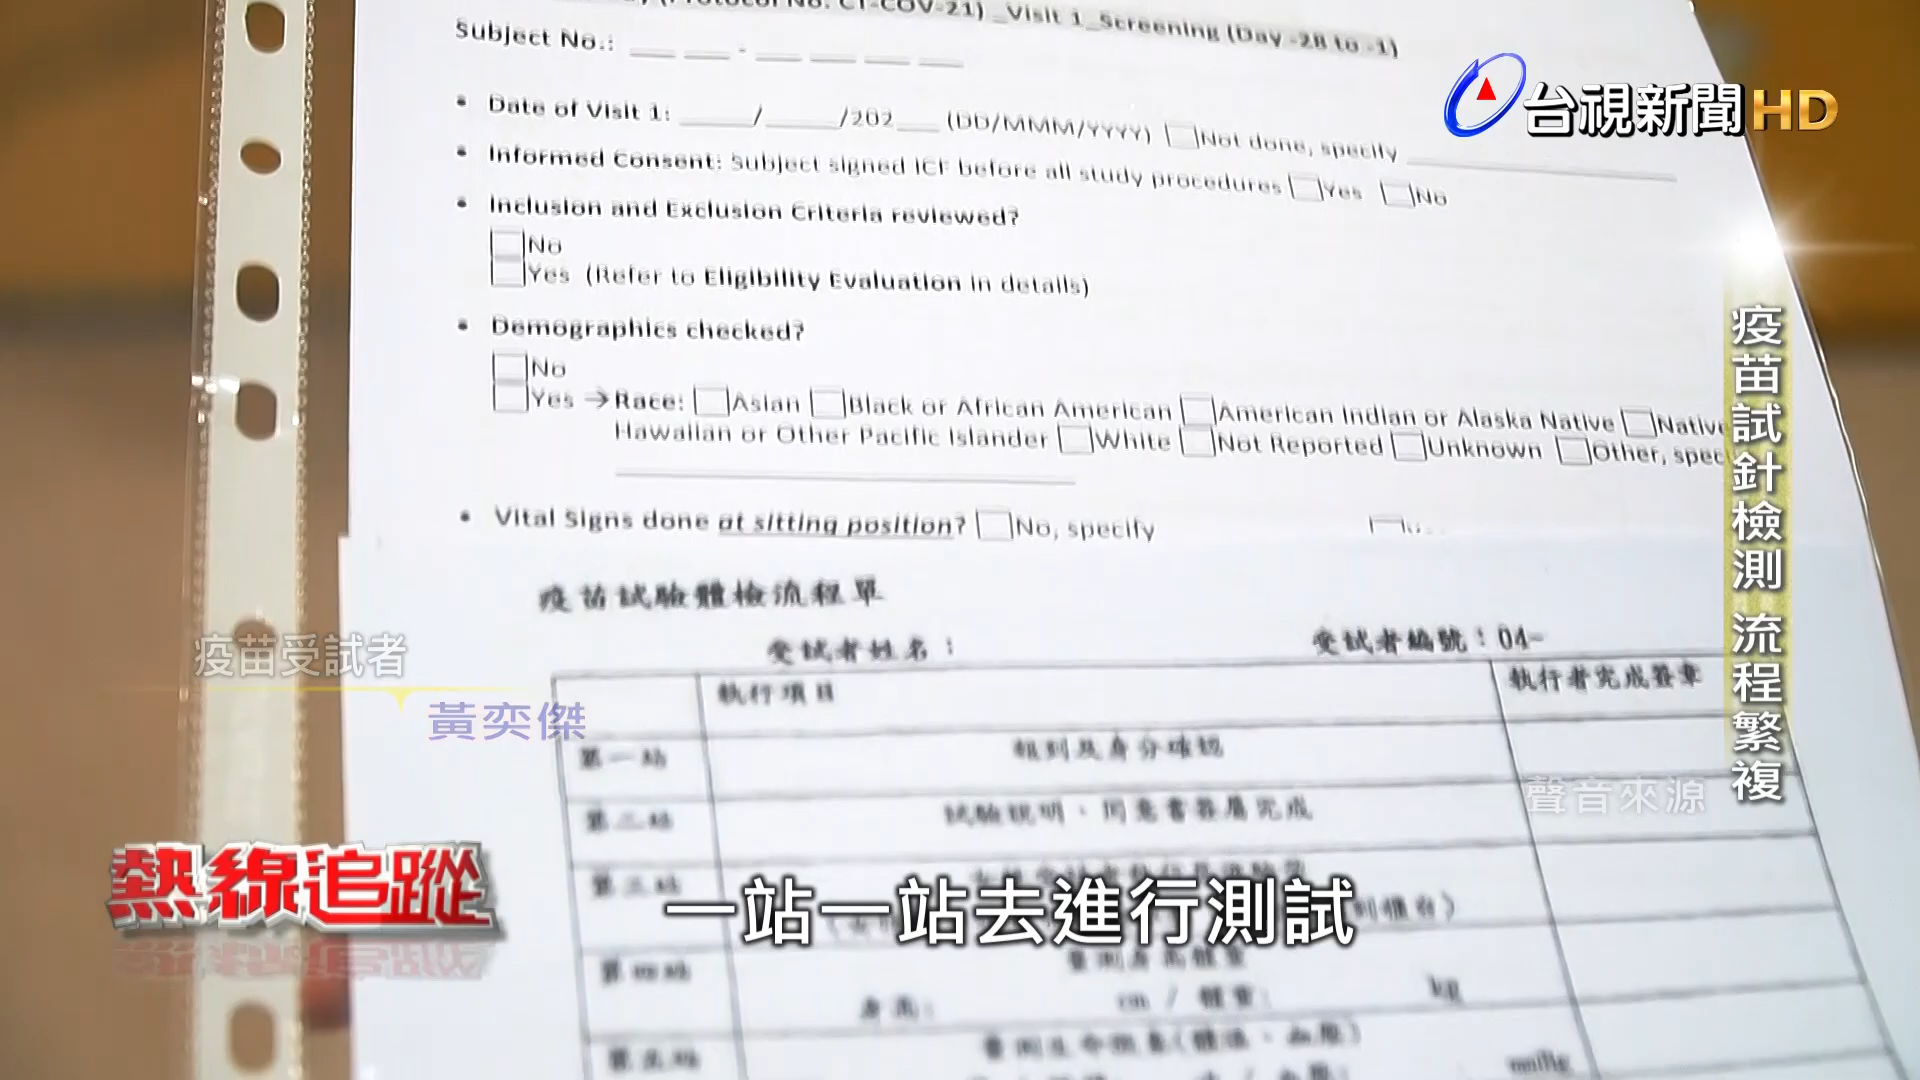 (Protocol No. CT-COV-21) _Visit 1_Screening (Day -28 to -1)
Subject No.: __ __ - __ __ __ __
台視新聞HD
• Date of Visit 1: _____/_____/202___ (DD/MMM/YYYY) □Not done, specify
• Informed Consent: Subject signed ICF before all study procedures □Yes □No
• Inclusion and Exclusion Criteria reviewed?
□No
□Yes (Refer to Eligibility Evaluation in details)
• Demographics checked?
□No
□Yes →Race: □Asian □Black or African American □American Indian or Alaska Native □Native
Hawaiian or Other Pacific Islander □White □Not Reported □Unknown □Other, spec
• Vital Signs done at sitting position? □No, specify
疫苗試針檢測 流程繁複
疫苗試驗體檢流程單
受試者姓名：
受試者編號：04-
疫苗受試者
黃奕傑
執行項目
執行者完成簽章
第一站
報到及身分確認
第二站
試驗說明、同意書簽屬完成
聲音來源
第三站
熱線追蹤
一站一站去進行測試
第四站
量測身高體重
身高: cm / 體重: kg
第五站
量測生命徵象(體溫、血壓)
mmHg